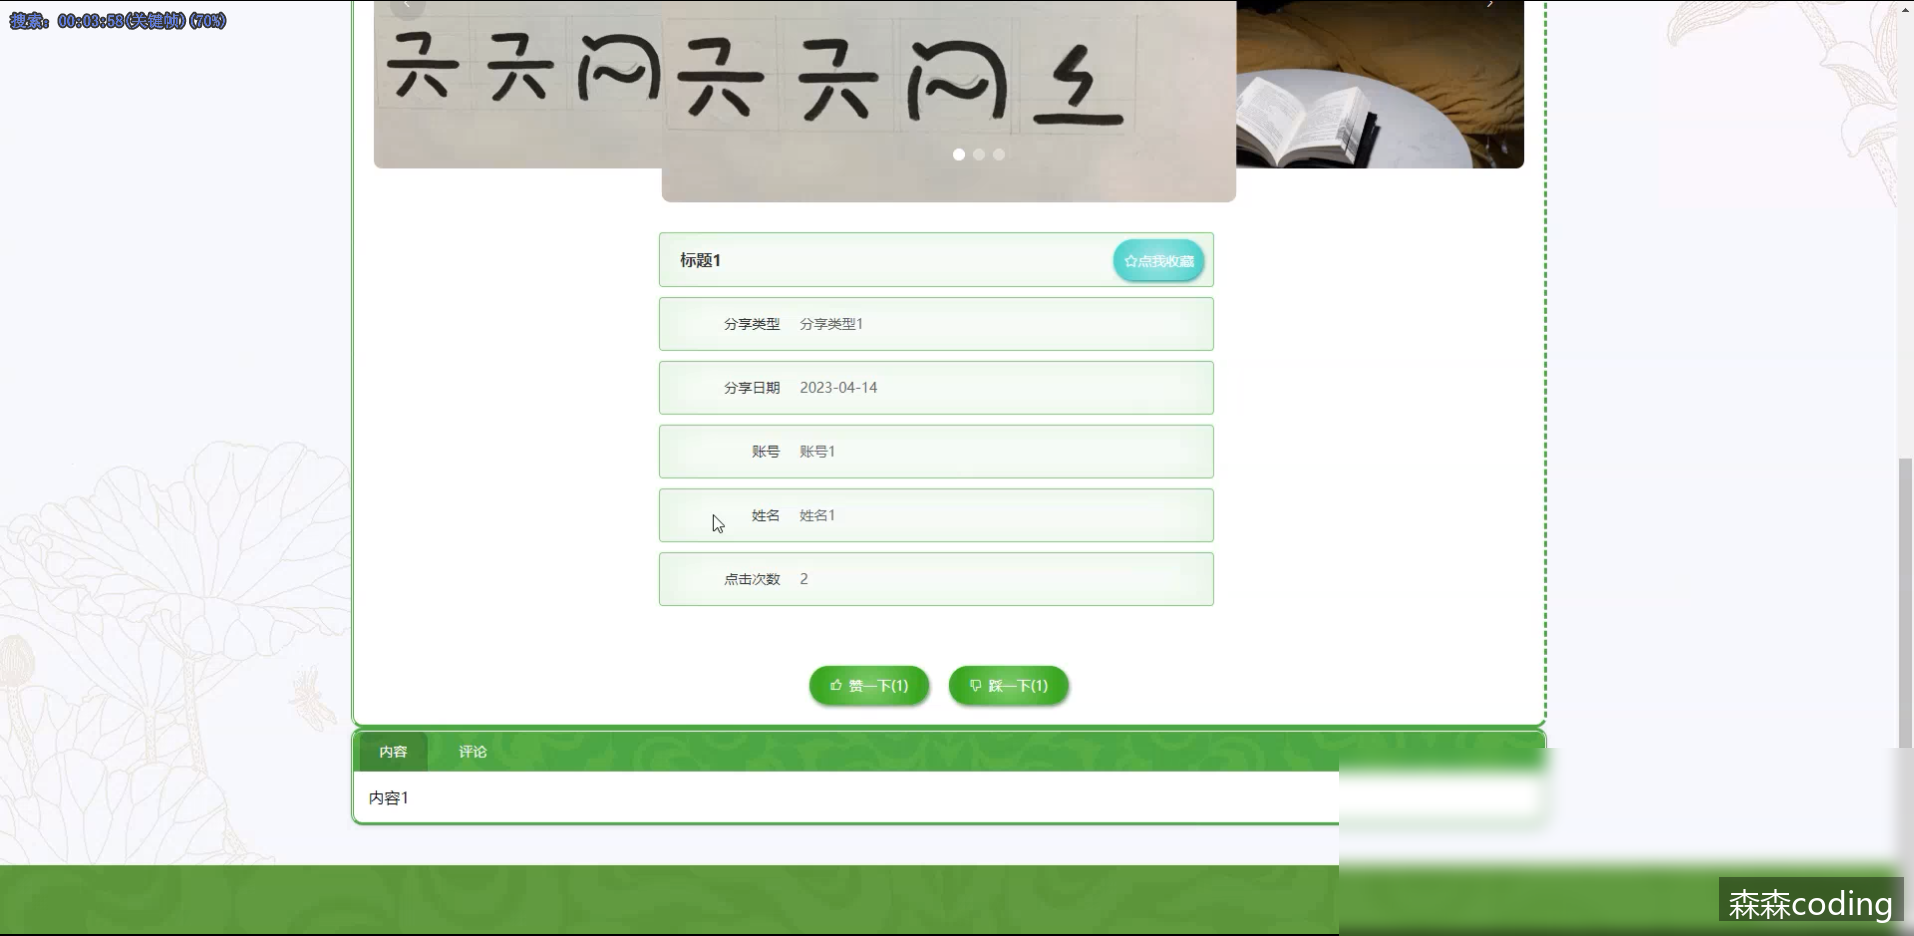 搜索: 00:03:58(关键帧)(70%)
标题1
☆点我收藏
分享类型 分享类型1
分享日期 2023-04-14
账号 账号1
姓名 姓名1
点击次数 2
赞一下(1) 踩一下(1)
内容 评论
内容1
森森coding